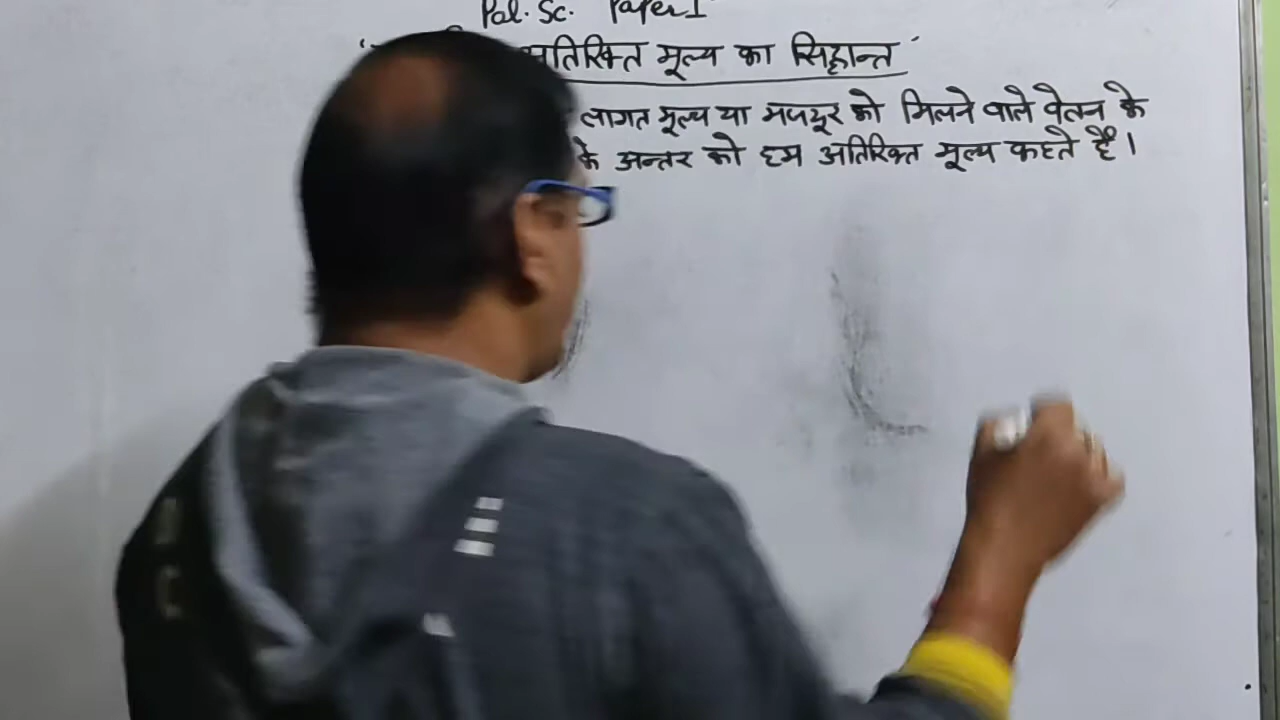 Pol. Sc. Paper I
अतिरिक्त मूल्य का सिद्धान्त'
लागत मूल्य या मजदूर को मिलने वाले वेतन के
के अन्तर को हम अतिरिक्त मूल्य कहते है।